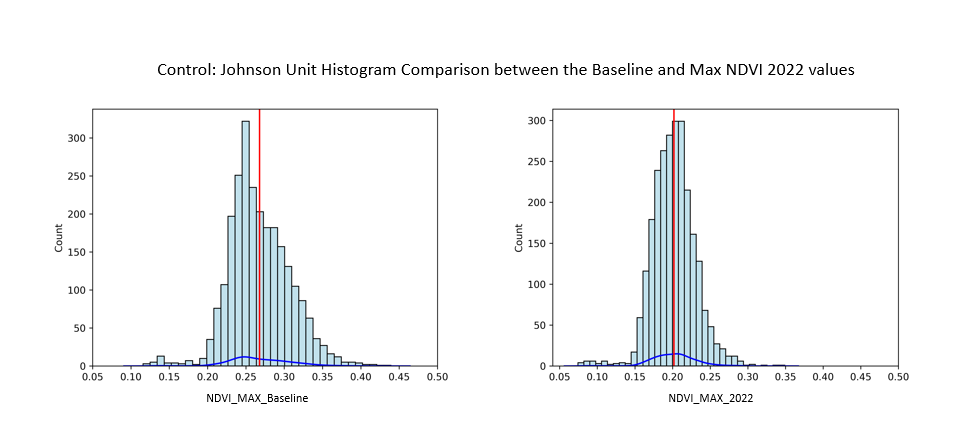 Control: Johnson Unit Histogram Comparison between the Baseline and Max NDVI 2022 values
300
250
200
150
100
50
0
Count
0.05 0.10 0.15 0.20 0.25 0.30 0.35 0.40 0.45 0.50
NDVI_MAX_Baseline
300
250
200
150
100
50
0
Count
0.05 0.10 0.15 0.20 0.25 0.30 0.35 0.40 0.45 0.50
NDVI_MAX_2022